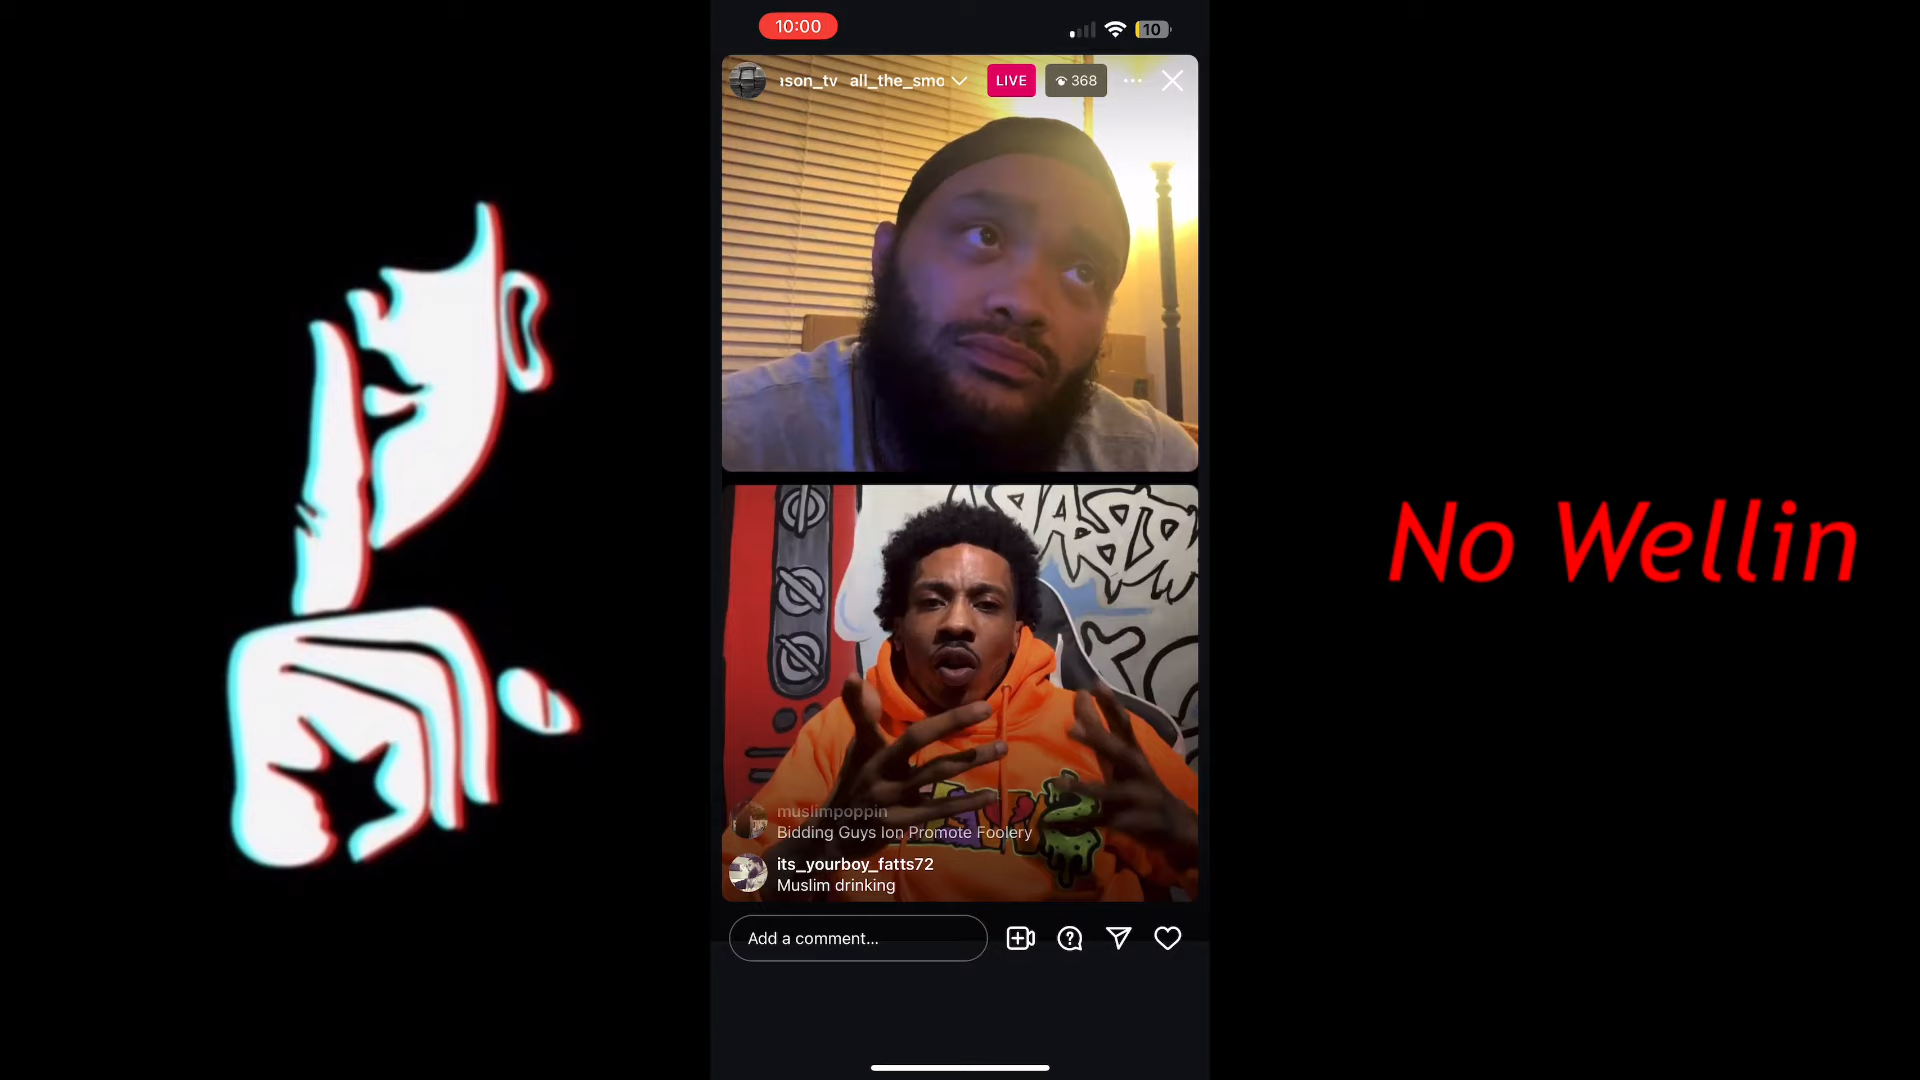 10:00
10
ason_tv all_the_smo
LIVE
368
muslimpoppin
Bidding Guys Ion Promote Foolery
its_yourboy_fatts72
Muslim drinking
Add a comment...
No Wellin